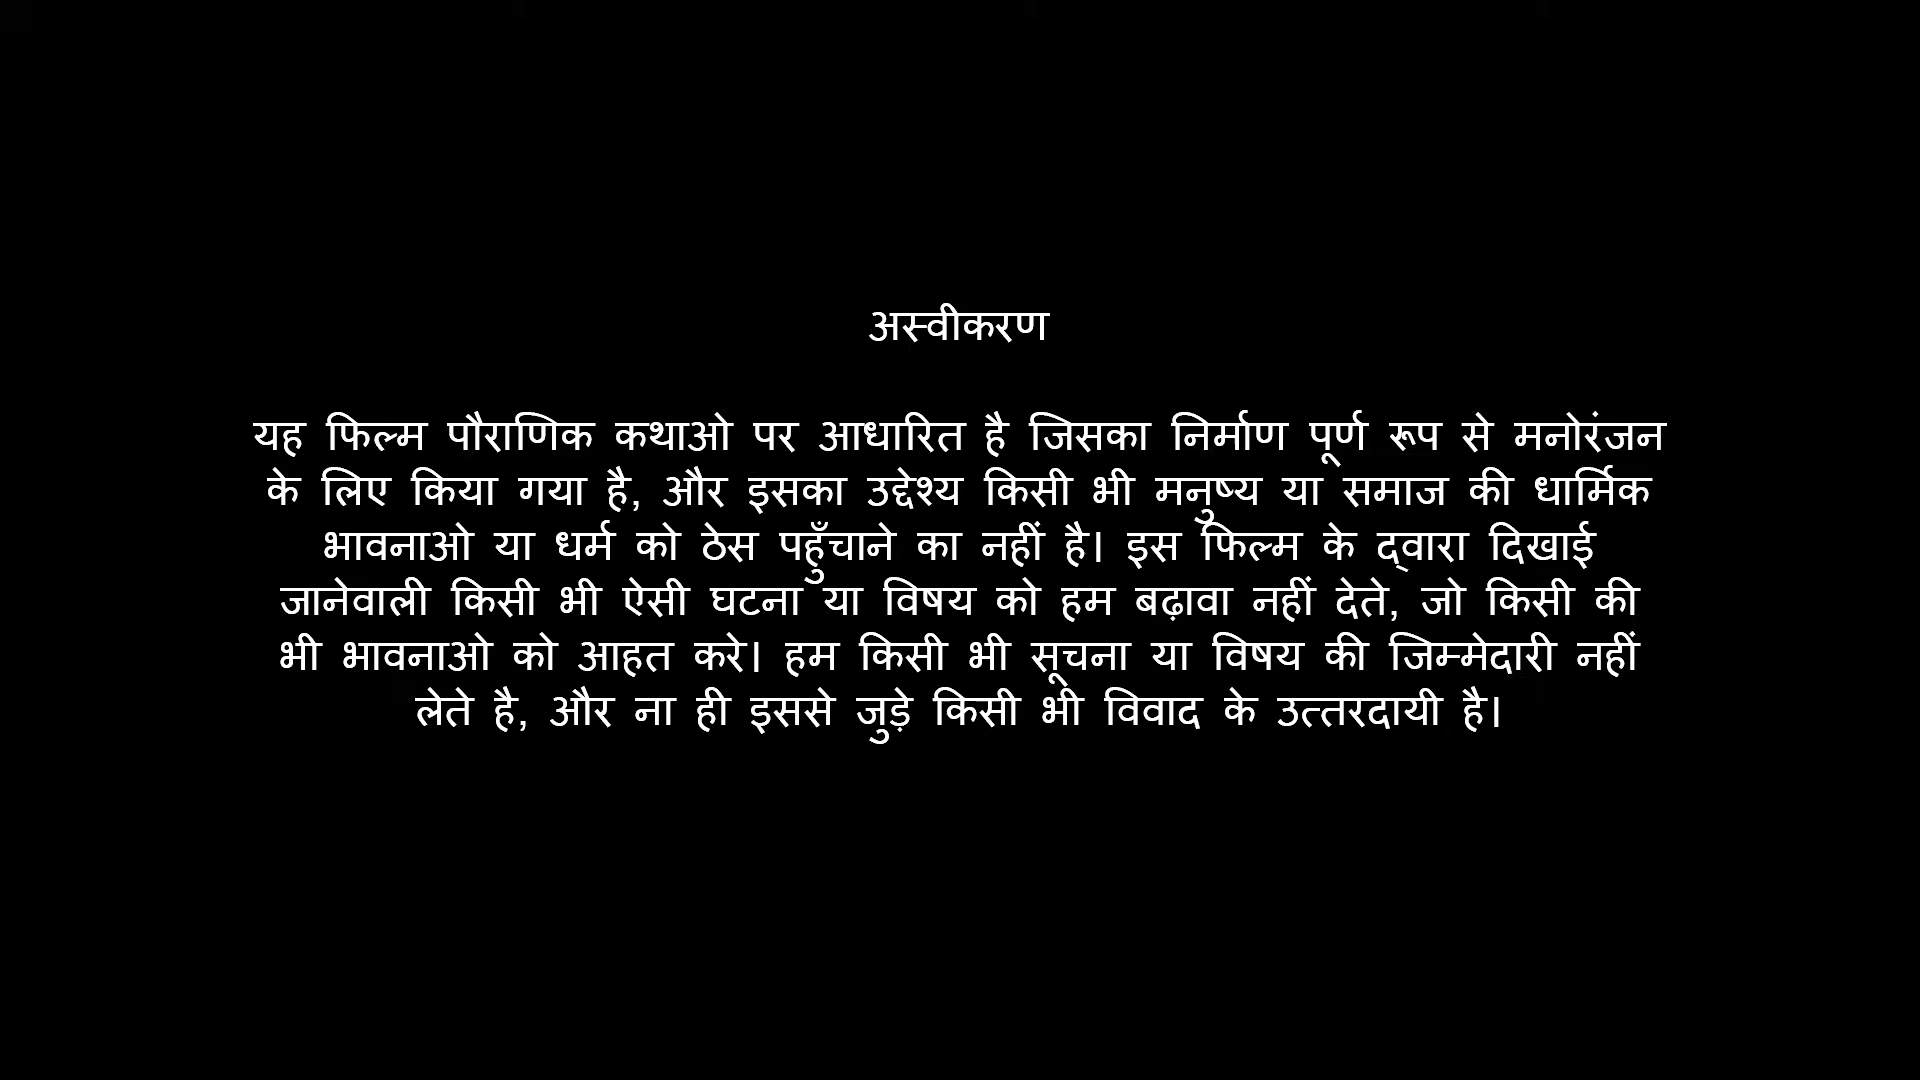 अस्वीकरण
यह फिल्म पौराणिक कथाओ पर आधारित है जिसका निर्माण पूर्ण रूप से मनोरंजन
के लिए किया गया है, और इसका उद्देश्य किसी भी मनुष्य या समाज की धार्मिक
भावनाओ या धर्म को ठेस पहुँचाने का नहीं है। इस फिल्म के द्वारा दिखाई
जानेवाली किसी भी ऐसी घटना या विषय को हम बढ़ावा नहीं देते, जो किसी की
भी भावनाओ को आहत करे। हम किसी भी सूचना या विषय की जिम्मेदारी नहीं
लेते है, और ना ही इससे जुड़े किसी भी विवाद के उत्तरदायी है।